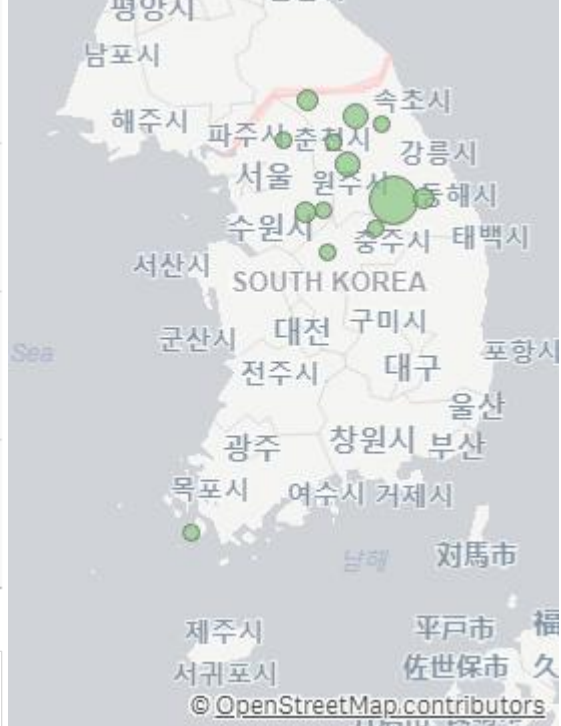 평양시
남포시
해주시
파주시
춘천시
속초시
강릉시
서울
원주시
동해시
수원시
충주시
태백시
서산시
SOUTH KOREA
군산시
대전
구미시
Sea
전주시
대구
포항시
울산
광주
창원시
부산
목포시
여수시
거제시
남해
対馬市
제주시
平戸市
福
서귀포시
佐世保市
久
© OpenStreetMap contributors